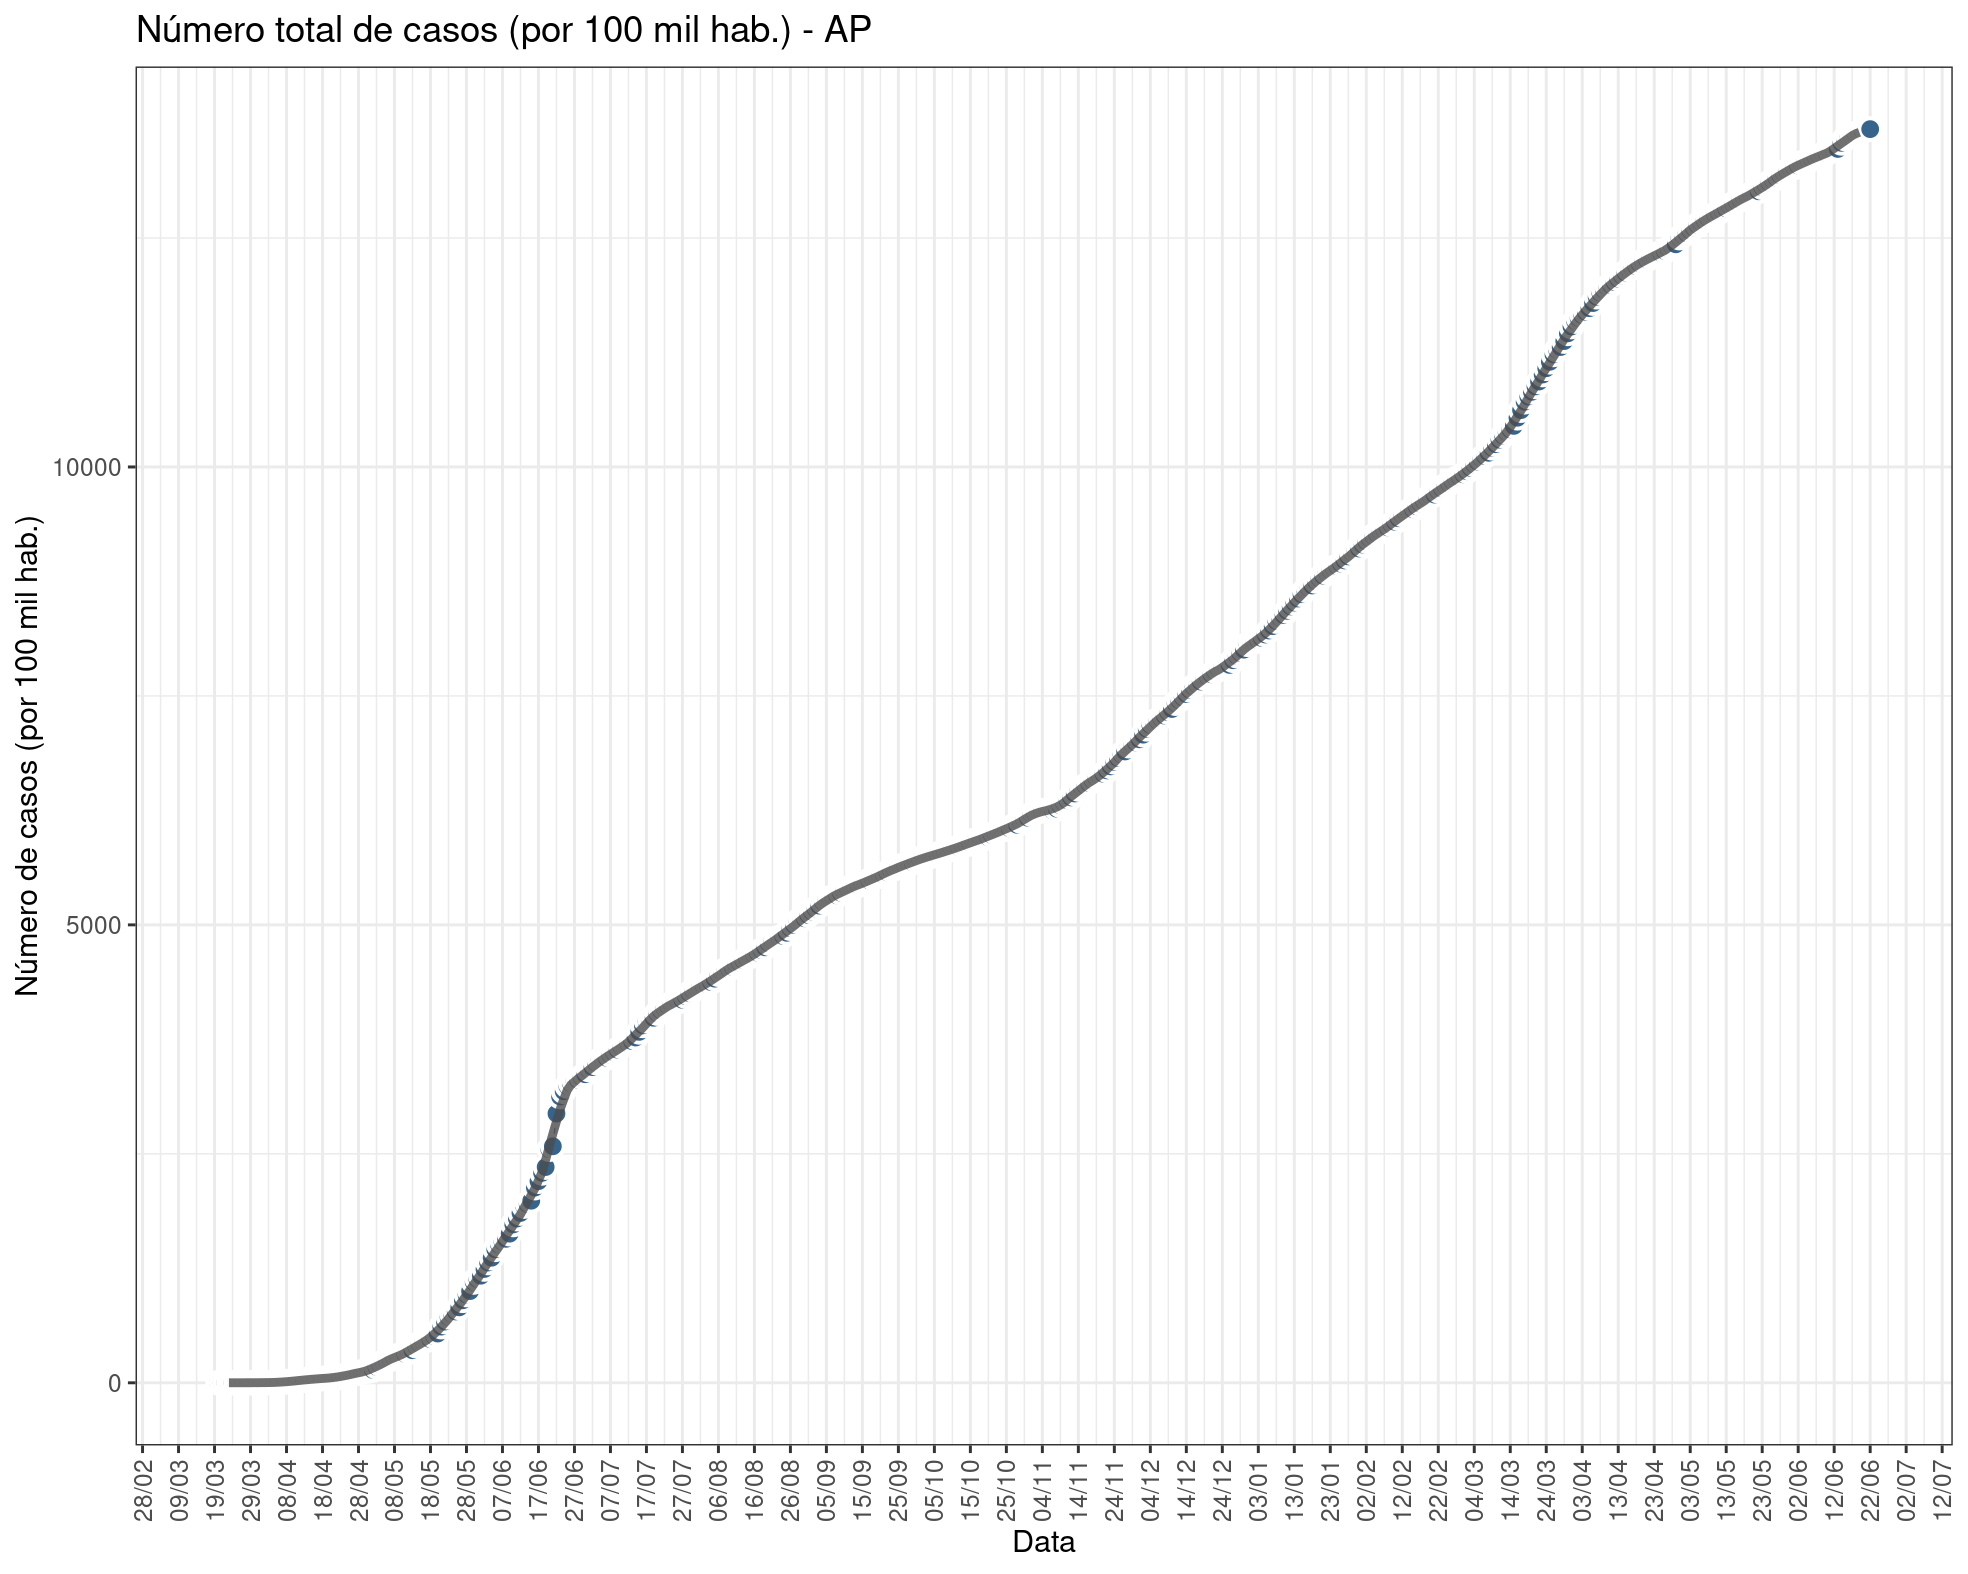 Número total de casos (por 100 mil hab.) - AP
Número de casos (por 100 mil hab.)
10000
5000
0
28/02 09/03 19/03 29/03 08/04 18/04 28/04 08/05 18/05 28/05 07/06 17/06 27/06 07/07 17/07 27/07 06/08 16/08 26/08 05/09 15/09 25/09 05/10 15/10 25/10 04/11 14/11 24/11 04/12 14/12 24/12 03/01 13/01 23/01 02/02 12/02 22/02 04/03 14/03 24/03 03/04 13/04 23/04 03/05 13/05 23/05 02/06 12/06 22/06 02/07 12/07
Data